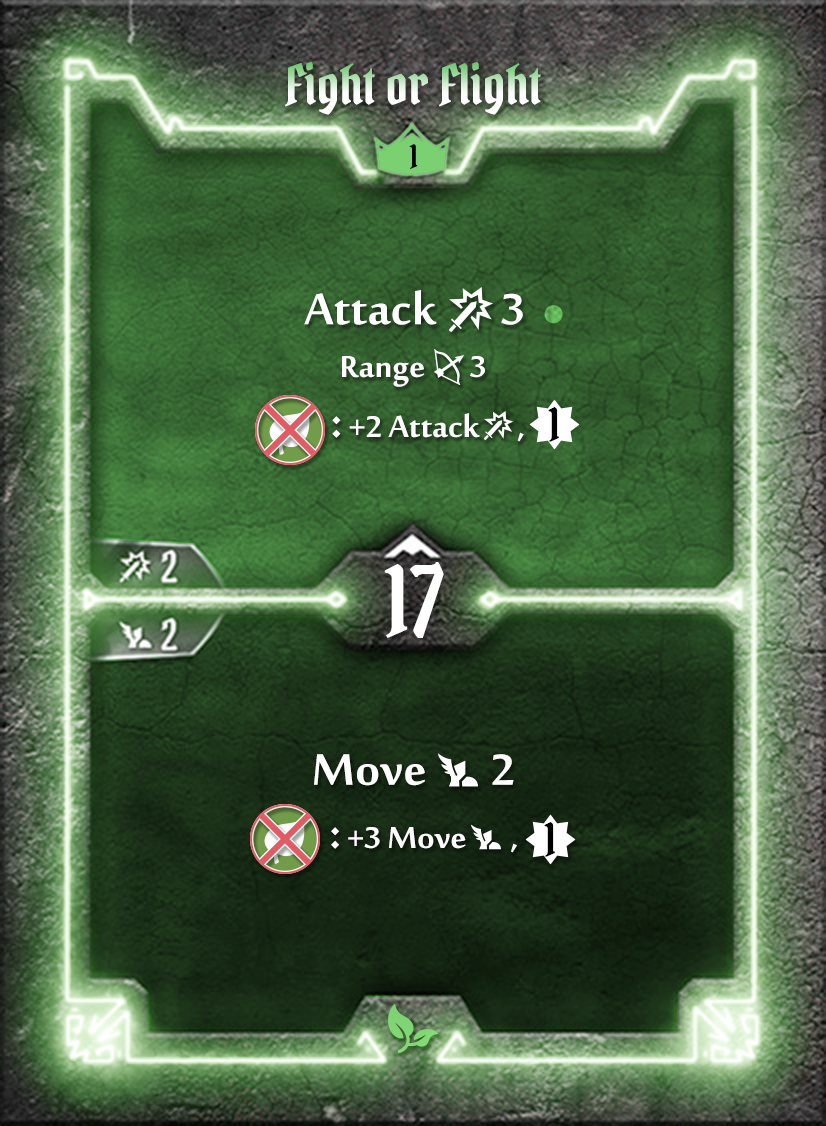 Fight or Flight
1
Attack 3
Range 3
: +2 Attack , 1
2
17
2
Move 2
: +3 Move , 1